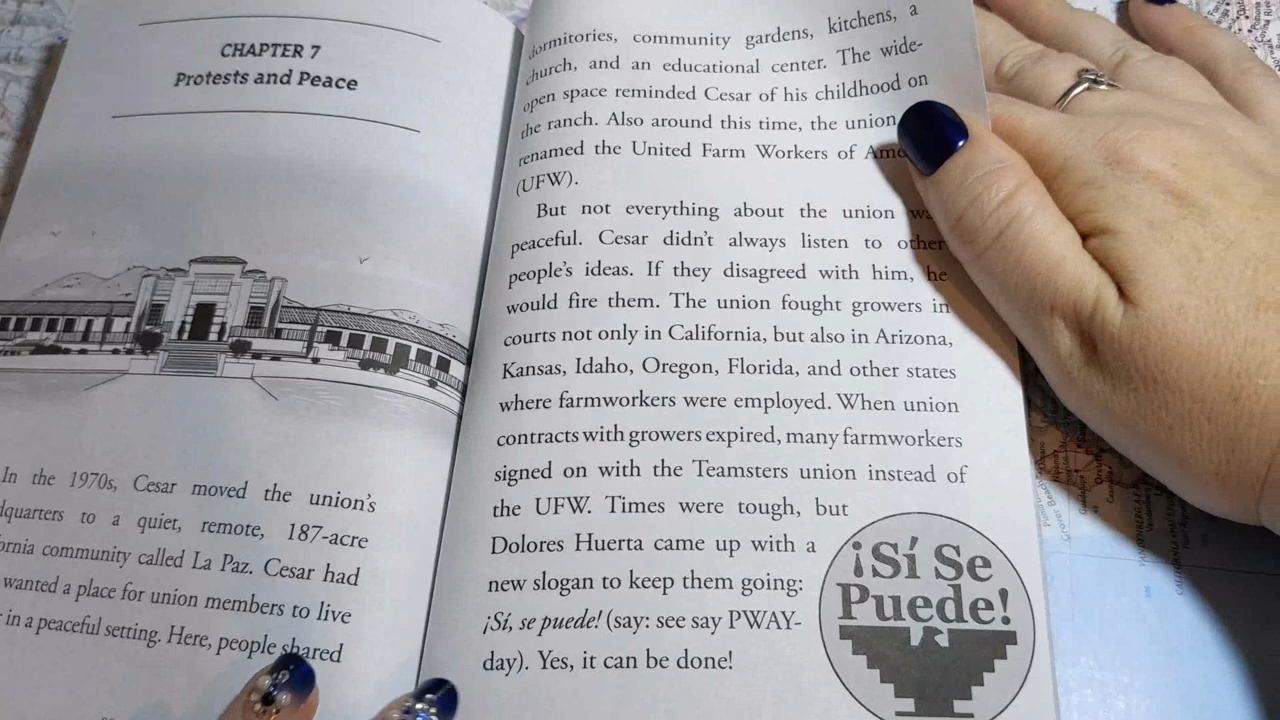 CHAPTER 7
Protests and Peace
In the 1970s, Cesar moved the union's
to a quiet, remote, 187-acre
community called La Paz. Cesar had
wanted a place for union members to live
in a peaceful setting. Here, people shared
dormitories, community gardens, kitchens, a
church, and an educational center. The wide-
open space reminded Cesar of his childhood on
the ranch. Also around this time, the union
renamed the United Farm Workers of
(UFW).
But not everything about the union
peaceful. Cesar didn't always listen to other
people's ideas. If they disagreed with him, he
would fire them. The union fought growers in
courts not only in California, but also in Arizona,
Kansas, Idaho, Oregon, Florida, and other states
where farmworkers were employed. When union
contracts with growers expired, many farmworkers
signed on with the Teamsters union instead of
the UFW. Times were tough, but
Dolores Huerta came up with a
new slogan to keep them going:
¡Sí, se puede! (say: see say PWAY-
day). Yes, it can be done!
¡Sí Se
Puede!